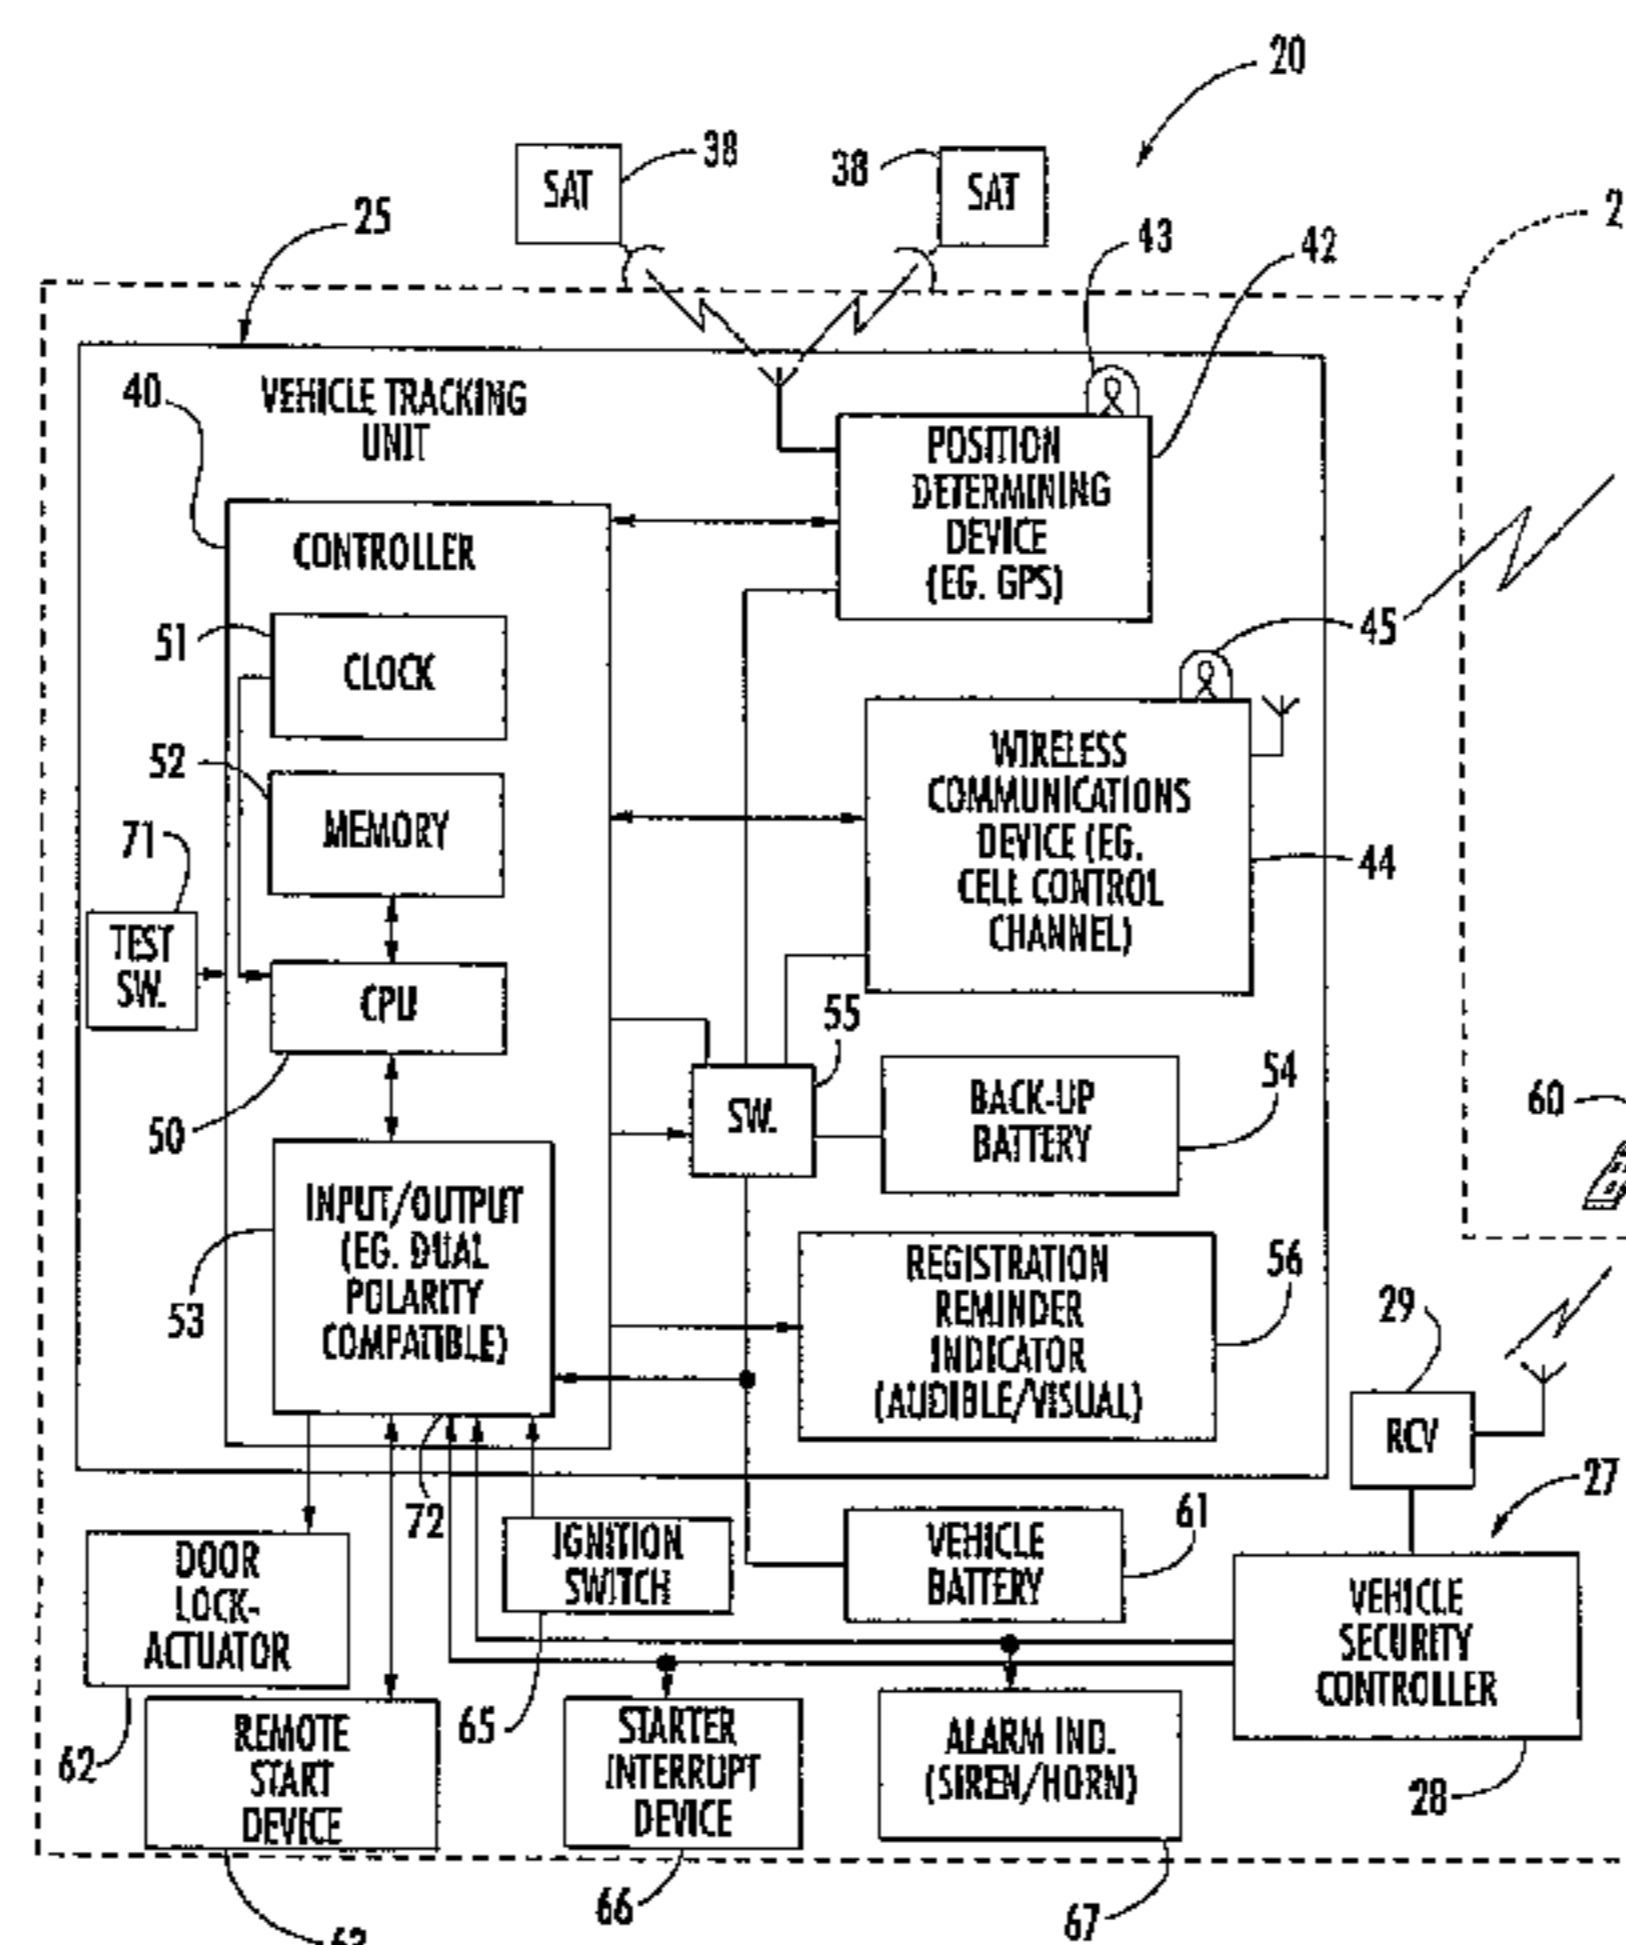 20
SAT
38
38
SAT
25
43
42
2
40
VEHICLE TRACKING
UNIT
POSITION
DETERMINING
DEVICE
(EG. GPS)
CONTROLLER
51
CLOCK
45
52
MEMORY
WIRELESS
COMMUNICATIONS
DEVICE (EG.
CELL CONTROL
CHANNEL)
44
71
TEST
SW.
CPU
50
55
SW.
BACK-UP
BATTERY
54
60
INPUT/OUTPUT
(EG. DUAL
POLARITY
COMPATIBLE)
53
REGISTRATION
REMINDER
INDICATOR
(AUDIBLE/VISUAL)
56
29
RCV
27
72
DOOR
LOCK-
ACTUATOR
IGNITION
SWITCH
VEHICLE
BATTERY
61
VEHICLE
SECURITY
CONTROLLER
62
REMOTE
START
DEVICE
65
STARTER
INTERRUPT
DEVICE
ALARM IND.
(SIREN/HORN)
28
66
67